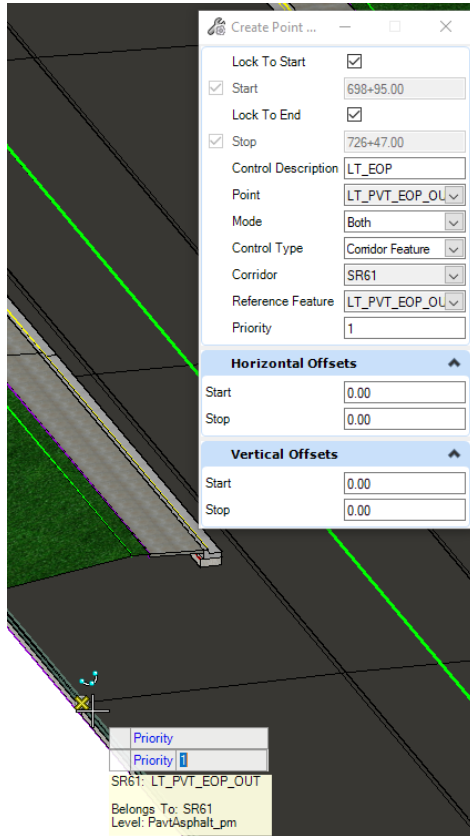 Create Point ...
Lock To Start
Start 698+95.00
Lock To End
Stop 726+47.00
Control Description LT_EOP
Point LT_PVT_EOP_OU
Mode Both
Control Type Corridor Feature
Corridor SR61
Reference Feature LT_PVT_EOP_OU
Priority 1
Horizontal Offsets
Start 0.00
Stop 0.00
Vertical Offsets
Start 0.00
Stop 0.00
Priority
Priority 1
SR61: LT_PVT_EOP_OUT
Belongs To: SR61
Level: PavtAsphalt_pm